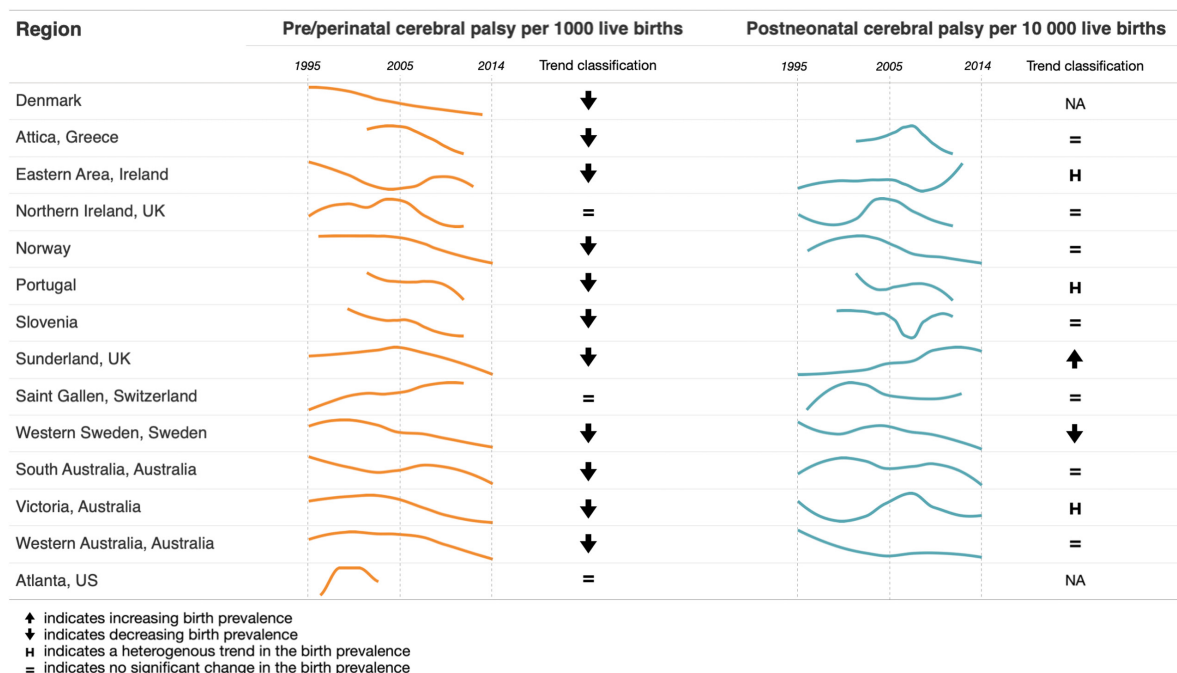 Region Pre/perinatal cerebral palsy per 1000 live births Postneonatal cerebral palsy per 10 000 live births
1995 2005 2014 Trend classification 1995 2005 2014 Trend classification
Denmark NA
Attica, Greece =
Eastern Area, Ireland H
Northern Ireland, UK = =
Norway =
Portugal H
Slovenia =
Sunderland, UK
Saint Gallen, Switzerland = =
Western Sweden, Sweden
South Australia, Australia =
Victoria, Australia H
Western Australia, Australia =
Atlanta, US = NA
indicates increasing birth prevalence
indicates decreasing birth prevalence
H indicates a heterogenous trend in the birth prevalence
= indicates no significant change in the birth prevalence